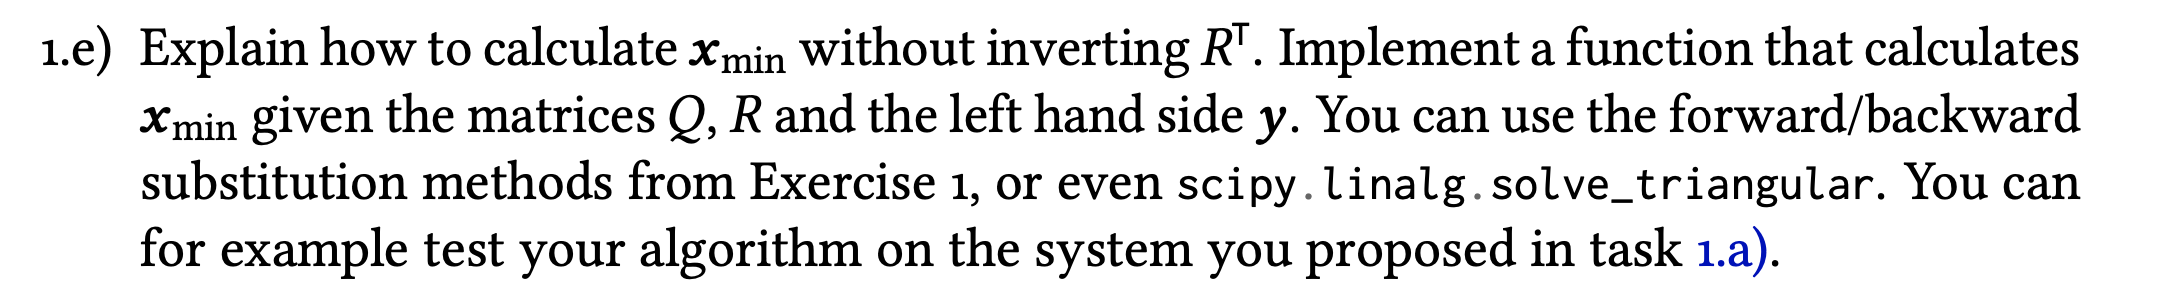 1.e) Explain how to calculate 𝒙min without inverting Rᵀ. Implement a function that calculates
𝒙min given the matrices Q, R and the left hand side 𝒚. You can use the forward/backward
substitution methods from Exercise 1, or even scipy.linalg.solve_triangular. You can
for example test your algorithm on the system you proposed in task 1.a).